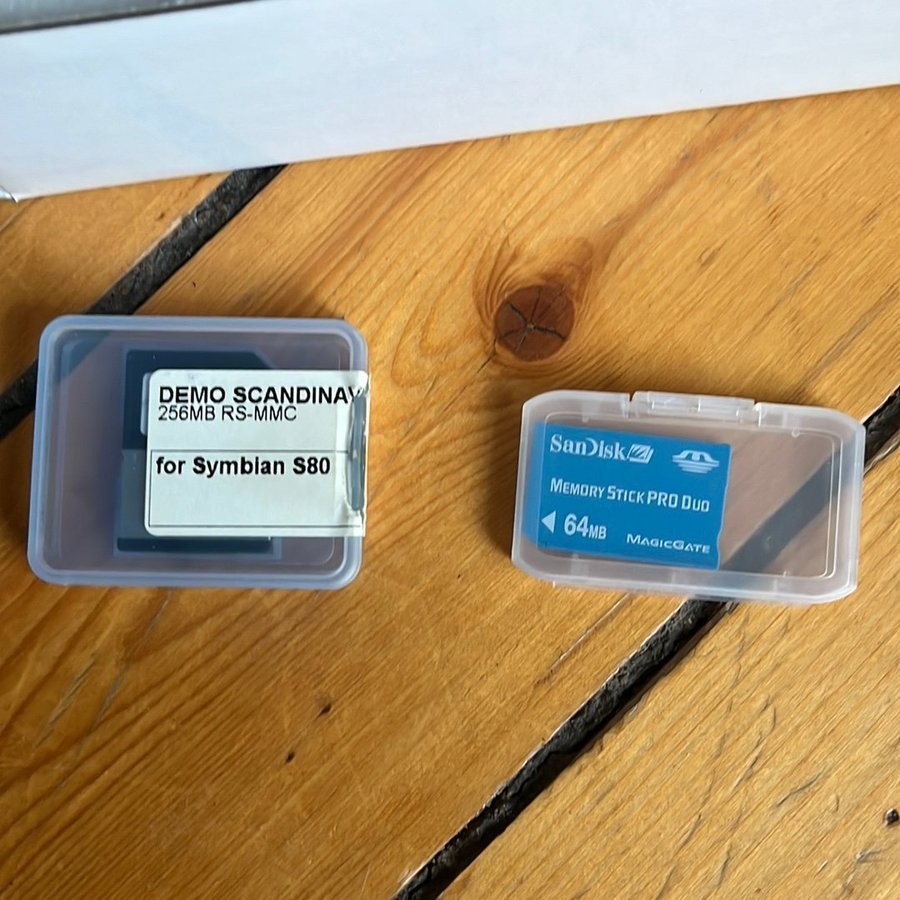 DEMO SCANDINAV
256MB RS-MMC
for Symbian S80
SanDisk
MEMORY STICK PRO DUO
64MB
MAGICGATE